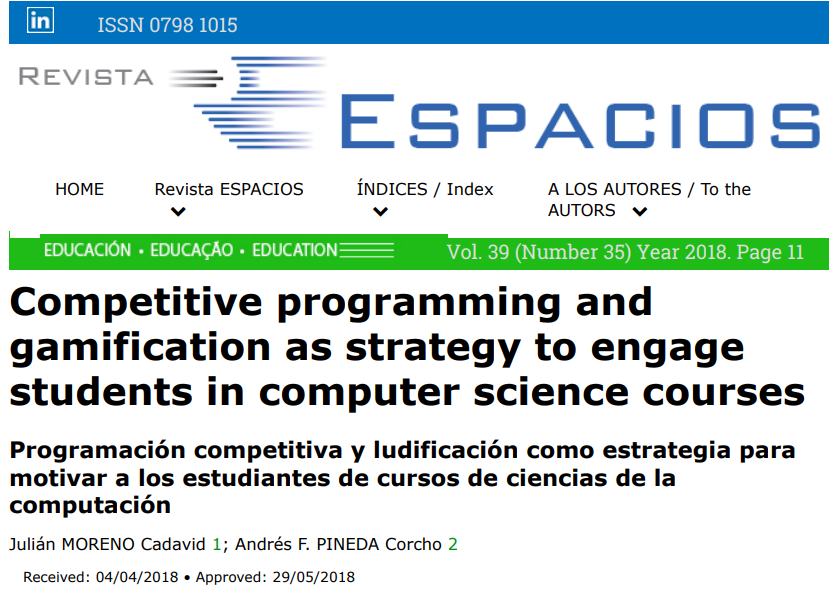 in ISSN 0798 1015
REVISTA
ESPACIOS
HOME Revista ESPACIOS ÍNDICES / Index A LOS AUTORES / To the
AUTORS
EDUCACIÓN • EDUCAÇÃO • EDUCATION Vol. 39 (Number 35) Year 2018. Page 11
Competitive programming and
gamification as strategy to engage
students in computer science courses
Programación competitiva y ludificación como estrategia para
motivar a los estudiantes de cursos de ciencias de la
computación
Julián MORENO Cadavid 1; Andrés F. PINEDA Corcho 2
Received: 04/04/2018 • Approved: 29/05/2018